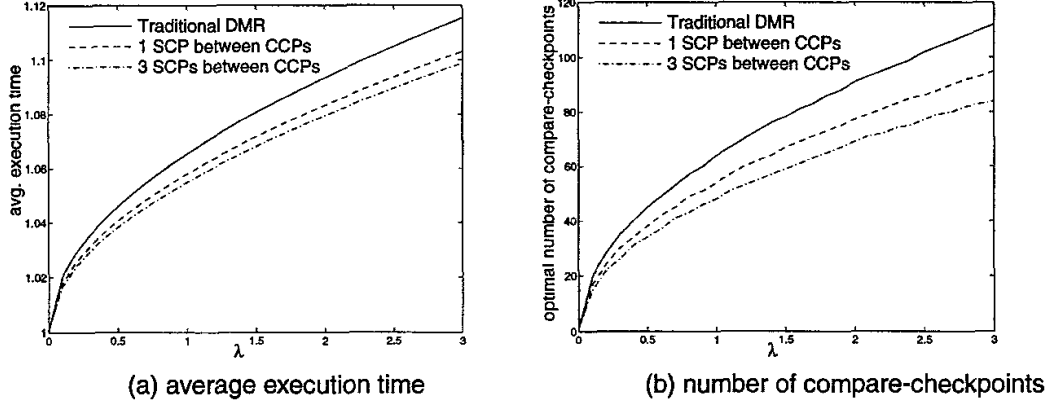 1.12
1.1
1.08
1.06
1.04
1.02
1
avg. execution time
Traditional DMR
1 SCP between CCPs
3 SCPs between CCPs
0 0.5 1 1.5 2 2.5 3
λ
(a) average execution time
120
100
80
60
40
20
0
optimal number of compare-checkpoints
Traditional DMR
1 SCP between CCPs
3 SCPs between CCPs
0 0.5 1 1.5 2 2.5 3
λ
(b) number of compare-checkpoints